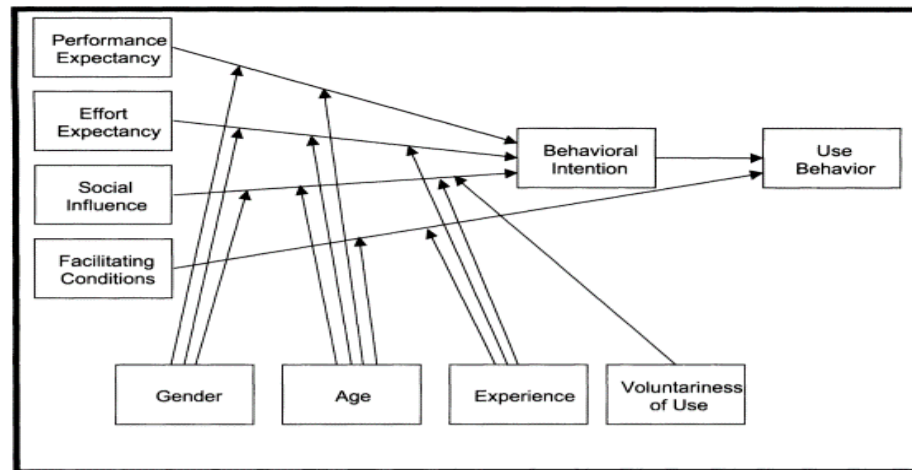 Performance
Expectancy
Effort
Expectancy
Social
Influence
Facilitating
Conditions
Behavioral
Intention
Use
Behavior
Gender
Age
Experience
Voluntariness
of Use